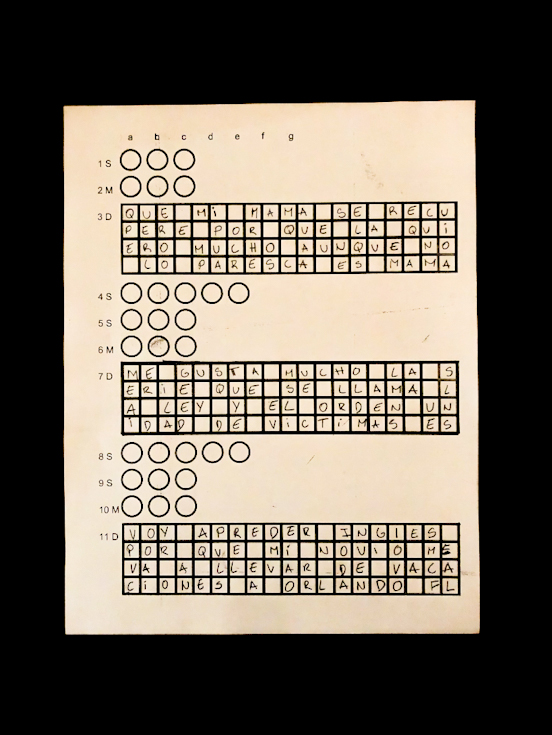 a b c d e f g
1 S
2 M
3 D QUE MI MAMA SE RECU
PERE POR QUE LA QUI
ERO MUCHO AUNQUE NO
LO PARESCA ES MAMA
4 S
5 S
6 M
7 D ME GUSTA MUCHO LA S
ERIE QUE SE LLAMA L
A LEY Y EL ORDEN UN
IDAD DE VICTIMAS ES
8 S
9 S
10 M
11 D VOY APREDER INGLES
POR QUE MI NOVIO ME
VA A LLEVAR DE VACA
CIONES A ORLANDO FL